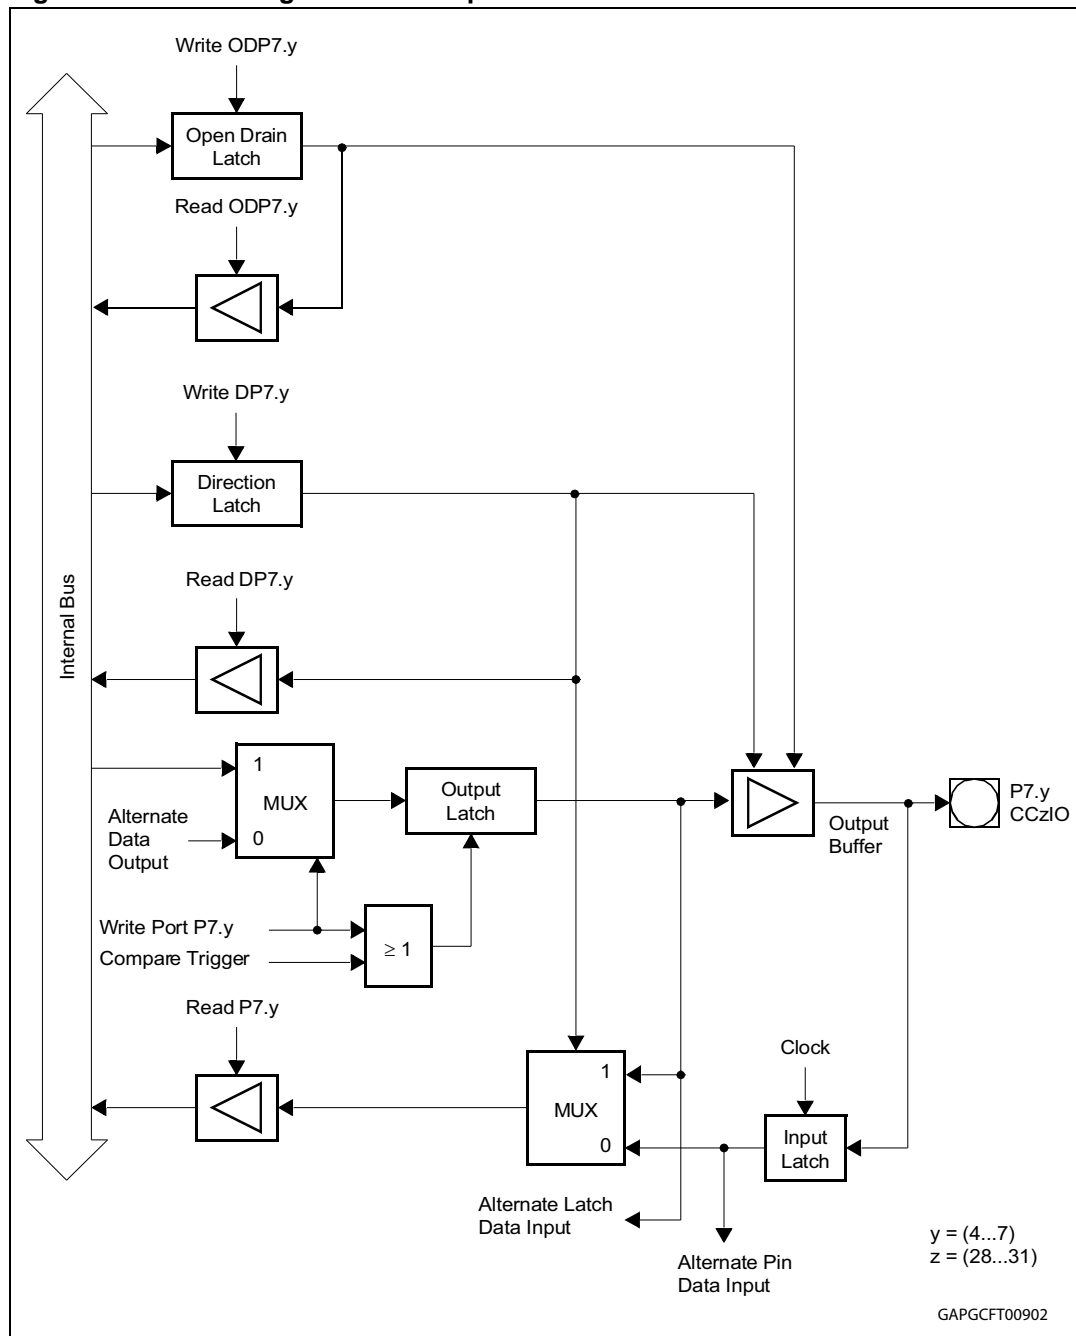 Write ODP7.y
Open Drain
Latch
Read ODP7.y
Write DP7.y
Direction
Latch
Internal Bus
Read DP7.y
1
MUX
0
Alternate
Data
Output
Output
Latch
Output
Buffer
P7.y
CCzIO
Write Port P7.y
Compare Trigger
≥ 1
Read P7.y
Clock
1
MUX
0
Input
Latch
Alternate Latch
Data Input
Alternate Pin
Data Input
y = (4...7)
z = (28...31)
GAPGCFT00902